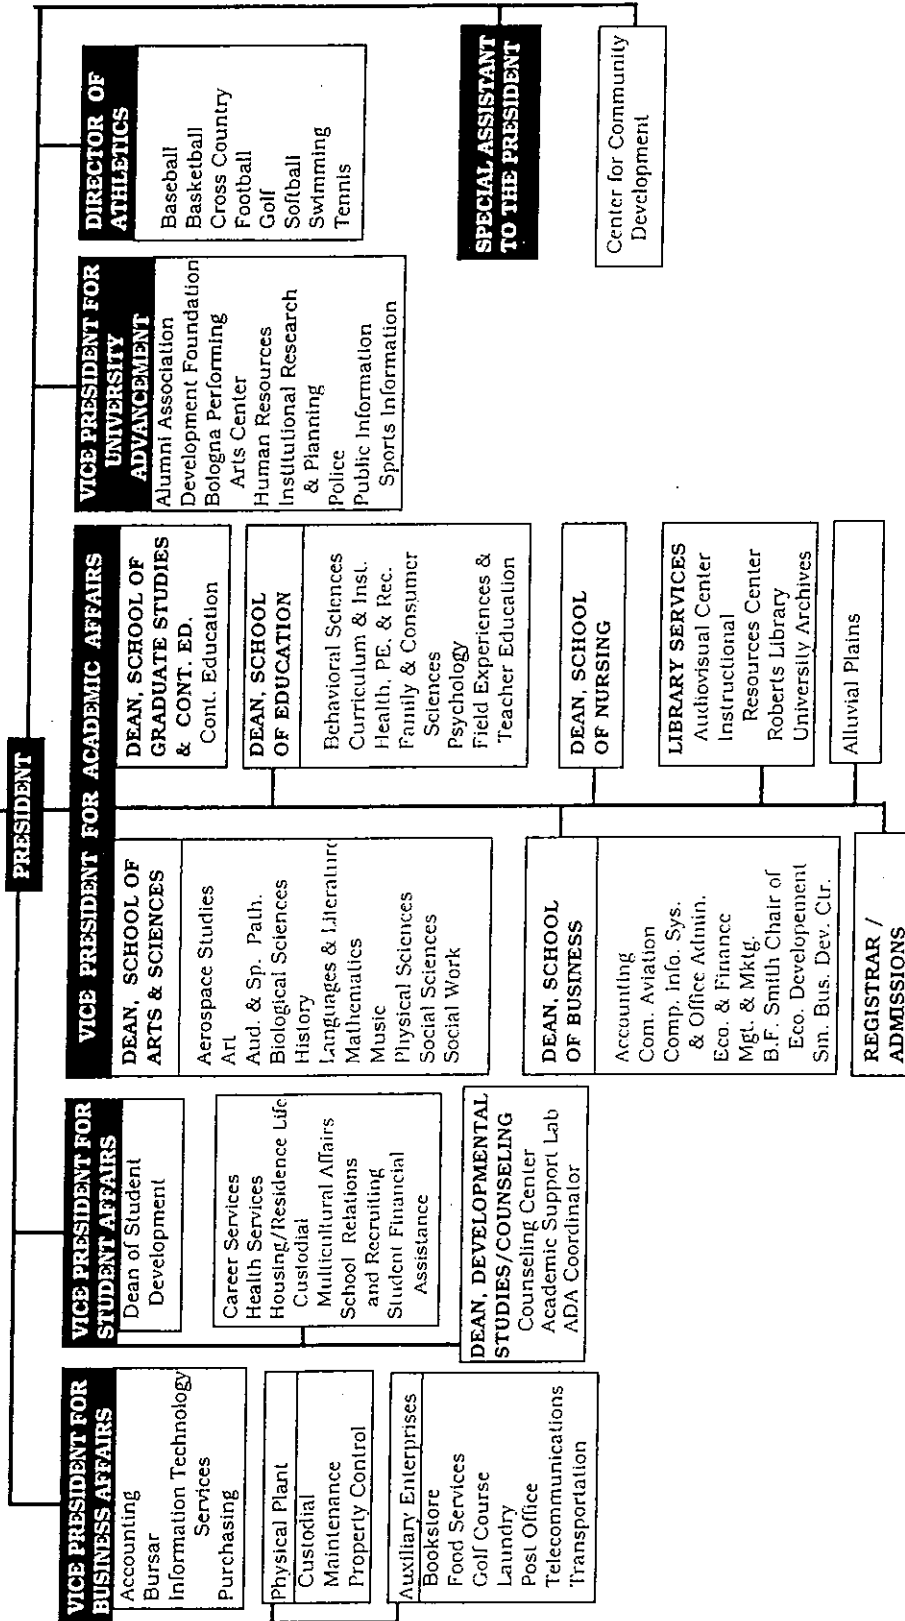 PRESIDENT
VICE PRESIDENT FOR
BUSINESS AFFAIRS
Accounting
Bursar
Information Technology
Services
Purchasing
Physical Plant
Custodial
Maintenance
Property Control
Auxiliary Enterprises
Bookstore
Food Services
Golf Course
Laundry
Post Office
Telecommunications
Transportation
VICE PRESIDENT FOR
STUDENT AFFAIRS
Dean of Student
Development
Career Services
Health Services
Housing/Residence Life
Custodial
Multicultural Affairs
School Relations
and Recruiting
Student Financial
Assistance
DEAN, DEVELOPMENTAL
STUDIES/COUNSELING
Counseling Center
Academic Support Lab
ADA Coordinator
VICE PRESIDENT FOR ACADEMIC AFFAIRS
DEAN, SCHOOL OF
ARTS & SCIENCES
Aerospace Studies
Art
Aud. & Sp. Path.
Biological Sciences
History
Languages & Literature
Mathematics
Music
Physical Sciences
Social Sciences
Social Work
DEAN, SCHOOL
OF BUSINESS
Accounting
Com. Aviation
Comp. Info. Sys.
& Office Admin.
Eco. & Finance
Mgt. & Mktg.
B.F. Smith Chair of
Eco. Developement
Sm. Bus. Dev. Ctr.
REGISTRAR /
ADMISSIONS
DEAN, SCHOOL OF
GRADUATE STUDIES
& CONT. ED.
Cont. Education
DEAN, SCHOOL
OF EDUCATION
Behavioral Sciences
Curriculum & Inst.
Health, PE. & Rec.
Family & Consumer
Sciences
Psychology
Field Experiences &
Teacher Education
DEAN, SCHOOL
OF NURSING
LIBRARY SERVICES
Audiovisual Center
Instructional
Resources Center
Roberts Library
University Archives
Alluvial Plains
VICE PRESIDENT FOR
UNIVERSITY
ADVANCEMENT
Alumni Association
Development Foundation
Bologna Performing
Arts Center
Human Resources
Institutional Research
& Planning
Police
Public Information
Sports Information
DIRECTOR OF
ATHLETICS
Baseball
Basketball
Cross Country
Football
Golf
Softball
Swimming
Tennis
SPECIAL ASSISTANT
TO THE PRESIDENT
Center for Community
Development